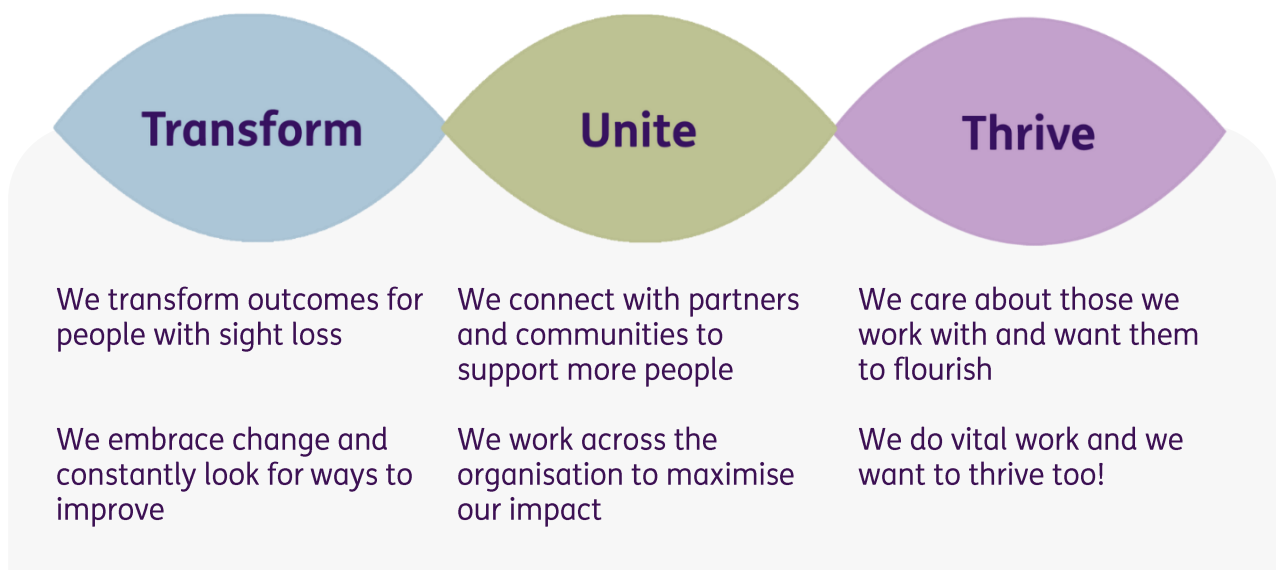 Transform
Unite
Thrive
We transform outcomes for
people with sight loss
We embrace change and
constantly look for ways to
improve
We connect with partners
and communities to
support more people
We work across the
organisation to maximise
our impact
We care about those we
work with and want them
to flourish
We do vital work and we
want to thrive too!